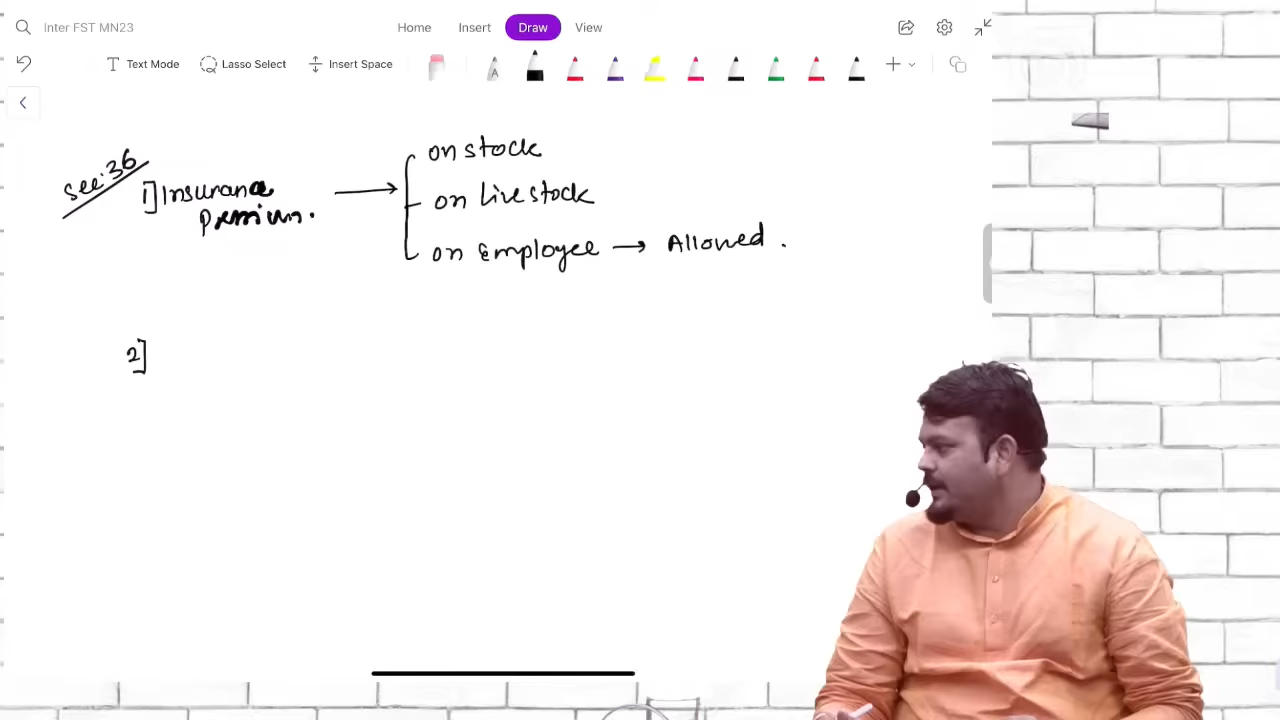 Inter FST MN23
Home Insert Draw View
Text Mode Lasso Select Insert Space
A
Sec: 36
1] Insurance
Premium.
on stock
on Live stock
on Employee → Allowed.
2]